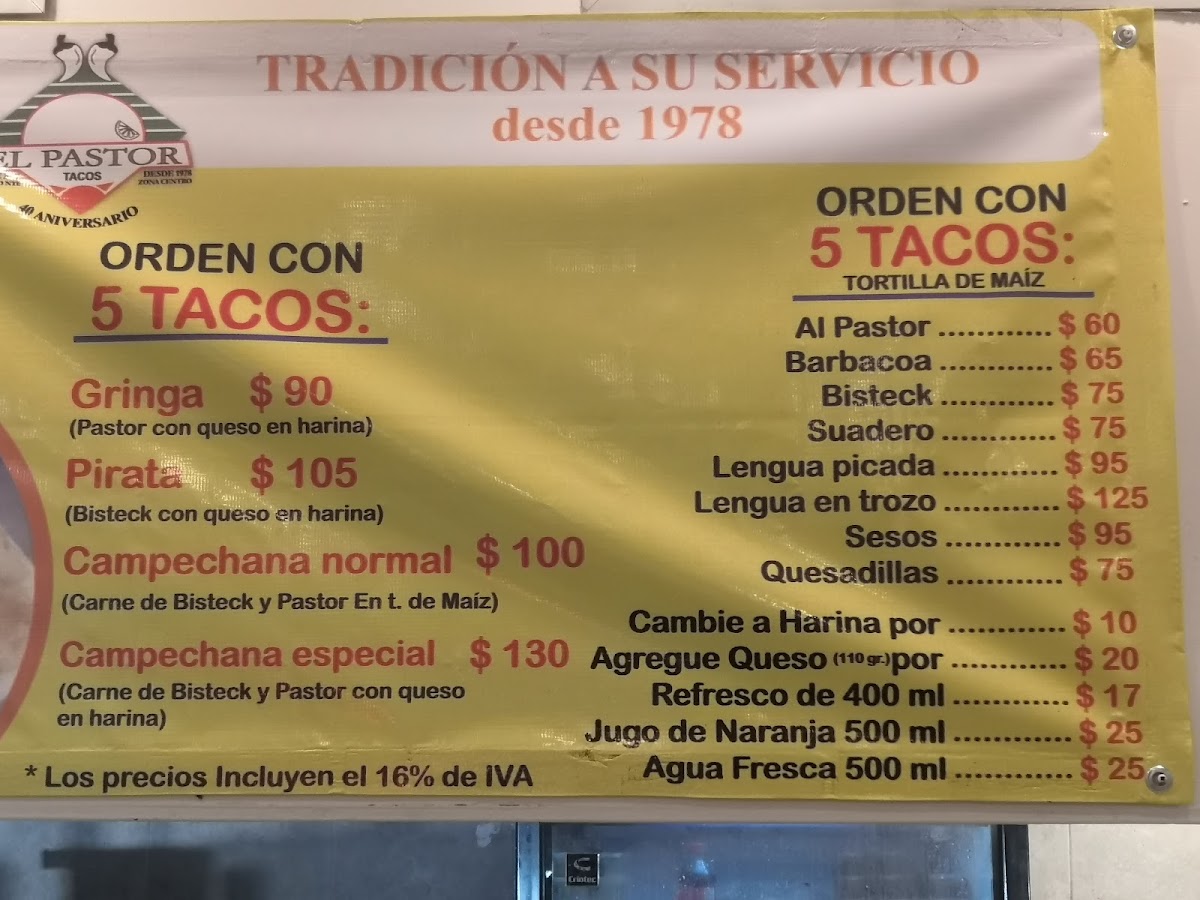 TRADICIÓN A SU SERVICIO
desde 1978
EL PASTOR
TACOS
DESDE 1978
ZONA CENTRO
40 ANIVERSARIO
ORDEN CON
5 TACOS:
Gringa $ 90
(Pastor con queso en harina)
Pirata $ 105
(Bisteck con queso en harina)
Campechana normal $ 100
(Carne de Bisteck y Pastor En t. de Maíz)
Campechana especial $ 130
(Carne de Bisteck y Pastor con queso
en harina)
* Los precios Incluyen el 16% de IVA
ORDEN CON
5 TACOS:
TORTILLA DE MAÍZ
Al Pastor ............ $ 60
Barbacoa ............ $ 65
Bisteck ............ $ 75
Suadero ............ $ 75
Lengua picada ............ $ 95
Lengua en trozo ............ $ 125
Sesos ............ $ 95
Quesadillas ............ $ 75
Cambie a Harina por ............ $ 10
Agregue Queso (110 gr.) por ............ $ 20
Refresco de 400 ml ............ $ 17
Jugo de Naranja 500 ml ............ $ 25
Agua Fresca 500 ml ............ $ 25
Criotec